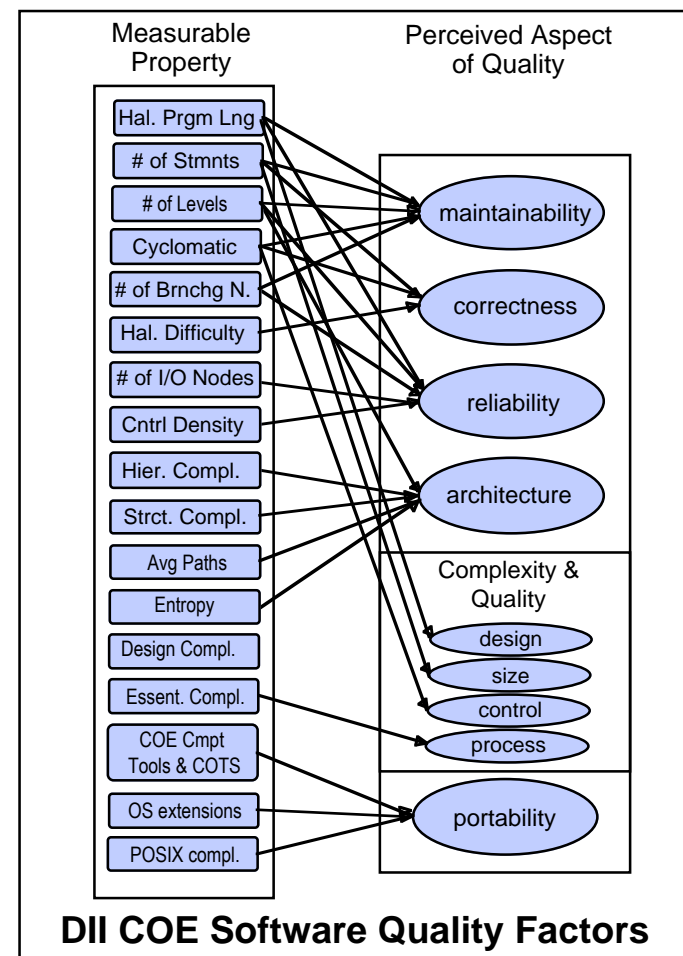 Measurable
Property
Perceived Aspect
of Quality
Hal. Prgm Lng
# of Stmnts
# of Levels
Cyclomatic
# of Brnchg N.
Hal. Difficulty
# of I/O Nodes
Cntrl Density
Hier. Compl.
Strct. Compl.
Avg Paths
Entropy
Design Compl.
Essent. Compl.
COE Cmpt
Tools & COTS
OS extensions
POSIX compl.
maintainability
correctness
reliability
architecture
Complexity &
Quality
design
size
control
process
portability
DII COE Software Quality Factors